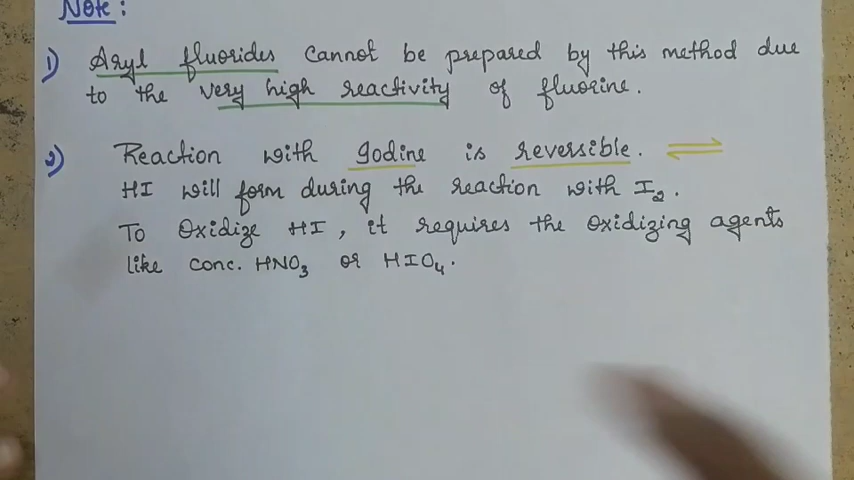 Note:
1) Aryl fluorides cannot be prepared by this method due
to the very high reactivity of fluorine.
2) Reaction with Iodine is reversible. ⇌
HI will form during the reaction with I₂.
To Oxidize HI, it requires the oxidizing agents
like conc. HNO₃ or HIO₄.